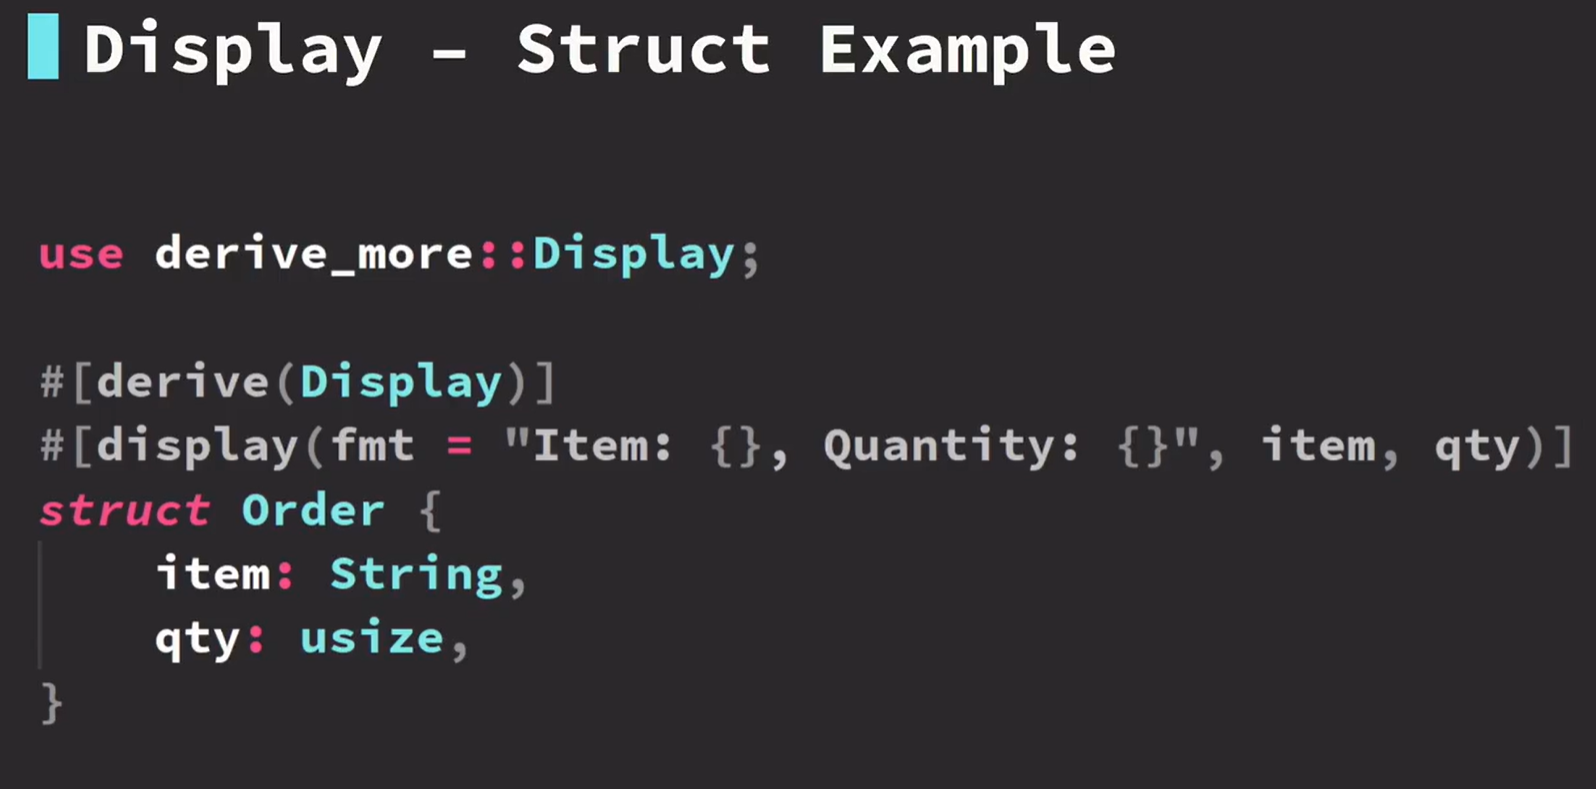 Display – Struct Example
use derive_more::Display;
#[derive(Display)]
#[display(fmt = "Item: {}, Quantity: {}", item, qty)]
struct Order {
    item: String,
    qty: usize,
}